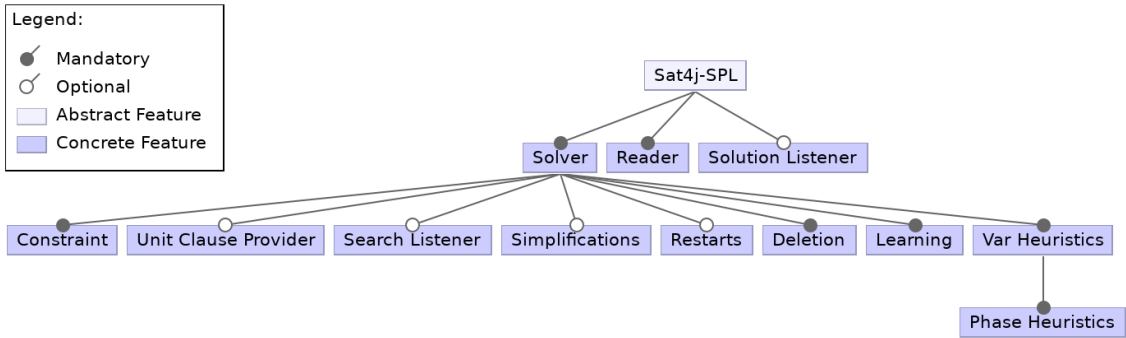 Legend:
Mandatory
Optional
Abstract Feature
Concrete Feature
Sat4j-SPL
Solver Reader Solution Listener
Constraint Unit Clause Provider Search Listener Simplifications Restarts Deletion Learning Var Heuristics
Phase Heuristics